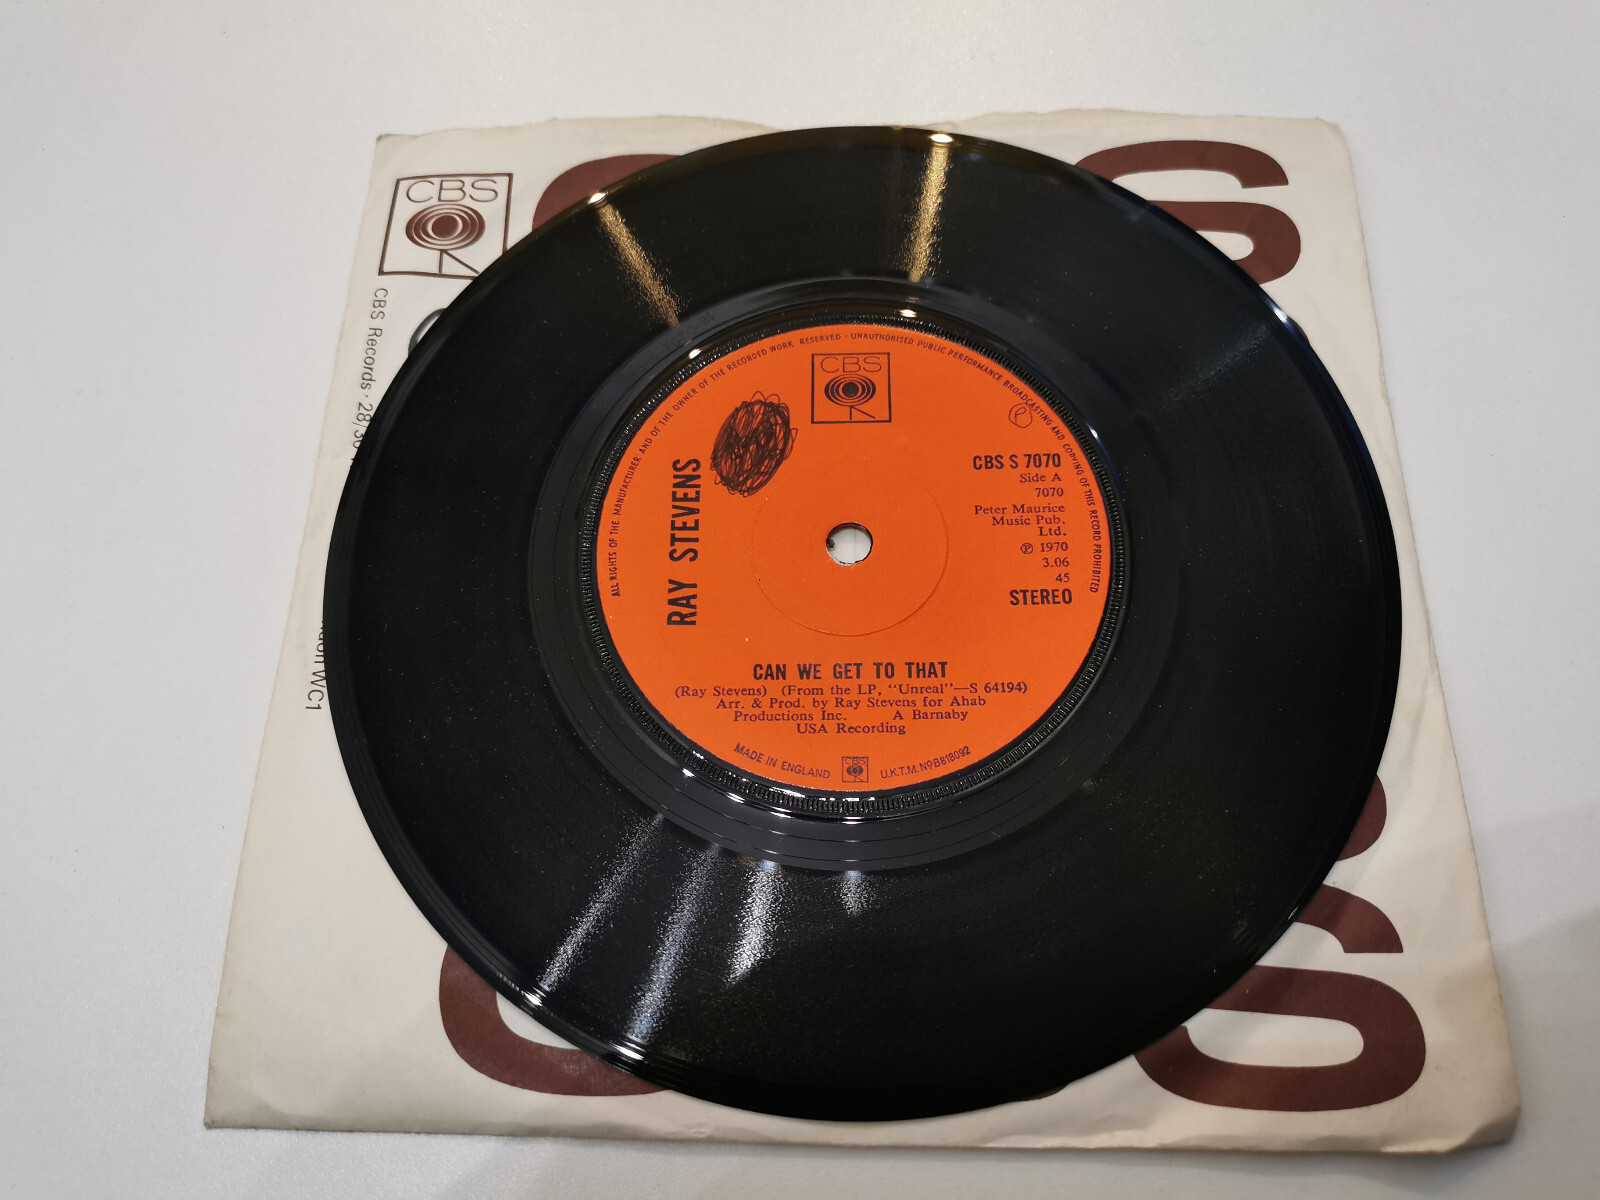 CBS
CBS Records · 28/30
WC1
ALL RIGHTS OF THE MANUFACTURER AND OF THE OWNER OF THE RECORDED WORK RESERVED · UNAUTHORISED PUBLIC PERFORMANCE BROADCASTING AND COPYING OF THIS RECORD PROHIBITED
CBS
RAY STEVENS
CBS S 7070
Side A
7070
Peter Maurice
Music Pub.
Ltd.
℗ 1970
3.06
45
STEREO
CAN WE GET TO THAT
(Ray Stevens) (From the LP, "Unreal"—S 64194)
Arr. & Prod. by Ray Stevens for Ahab
Productions Inc. A Barnaby
USA Recording
MADE IN ENGLAND CBS U.K.T.M. No B818092